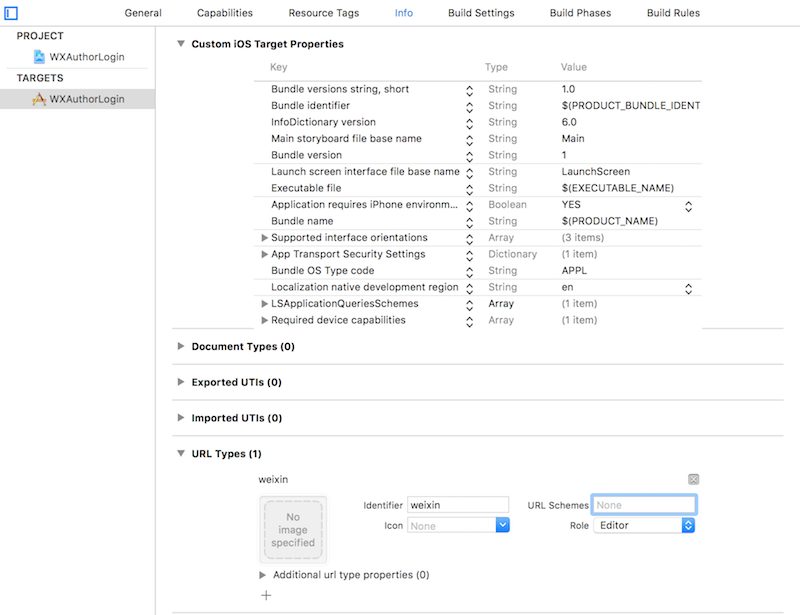 General Capabilities Resource Tags Info Build Settings Build Phases Build Rules
PROJECT
WXAuthorLogin
TARGETS
WXAuthorLogin
Custom iOS Target Properties
Key Type Value
Bundle versions string, short String 1.0
Bundle identifier String $(PRODUCT_BUNDLE_IDENT
InfoDictionary version String 6.0
Main storyboard file base name String Main
Bundle version String 1
Launch screen interface file base name String LaunchScreen
Executable file String $(EXECUTABLE_NAME)
Application requires iPhone environm... Boolean YES
Bundle name String $(PRODUCT_NAME)
Supported interface orientations Array (3 items)
App Transport Security Settings Dictionary (1 item)
Bundle OS Type code String APPL
Localization native development region String en
LSApplicationQueriesSchemes Array (1 item)
Required device capabilities Array (1 item)
Document Types (0)
Exported UTIs (0)
Imported UTIs (0)
URL Types (1)
weixin
No
image
specified
Identifier weixin URL Schemes None
Icon None Role Editor
Additional url type properties (0)